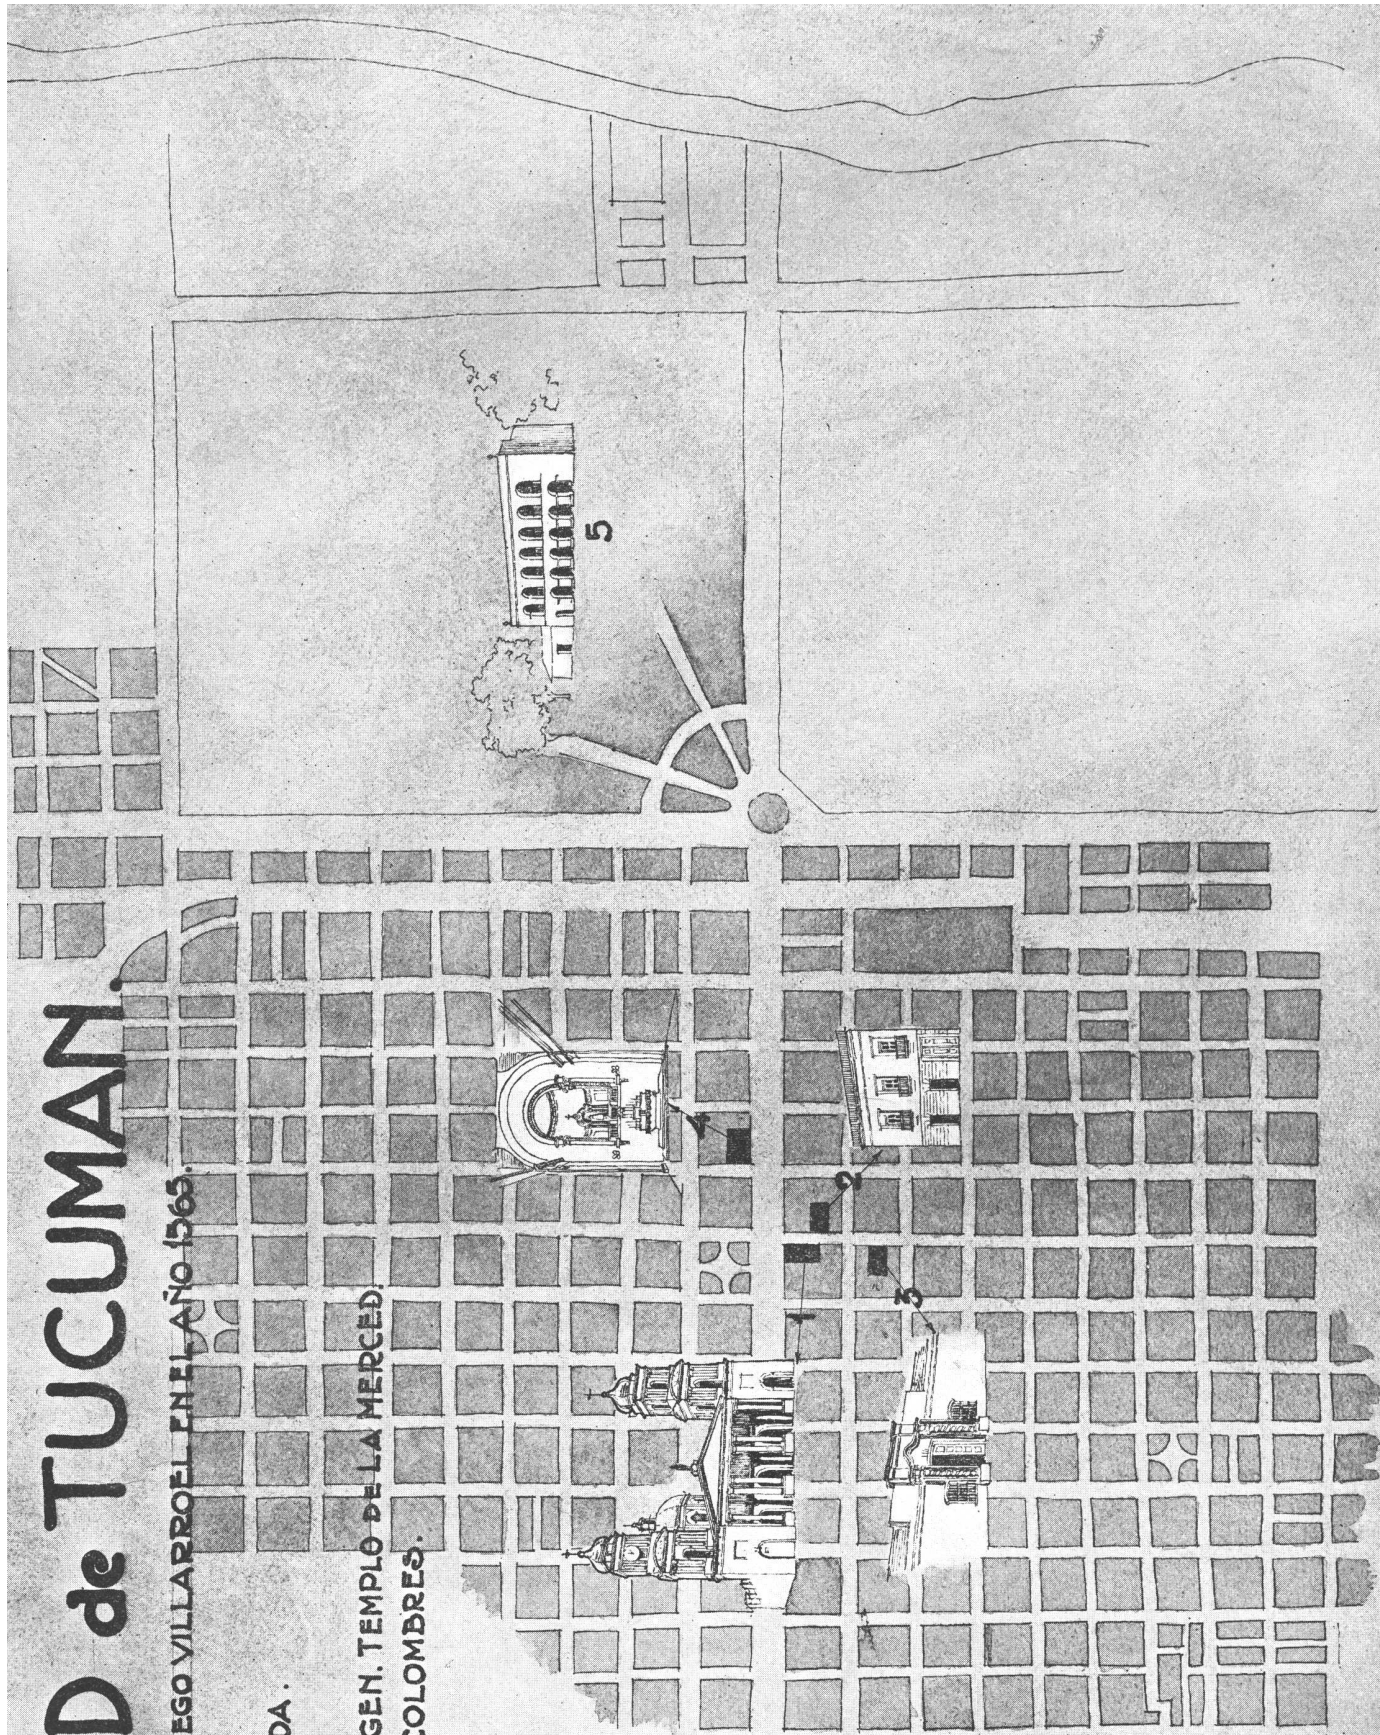 D de TUCUMAN.
EGO VILLARROEL EN EL AÑO 1565.
DA.
GEN. TEMPLO DE LA MERCED.
COLOMBRES.
5
4
2
3
1